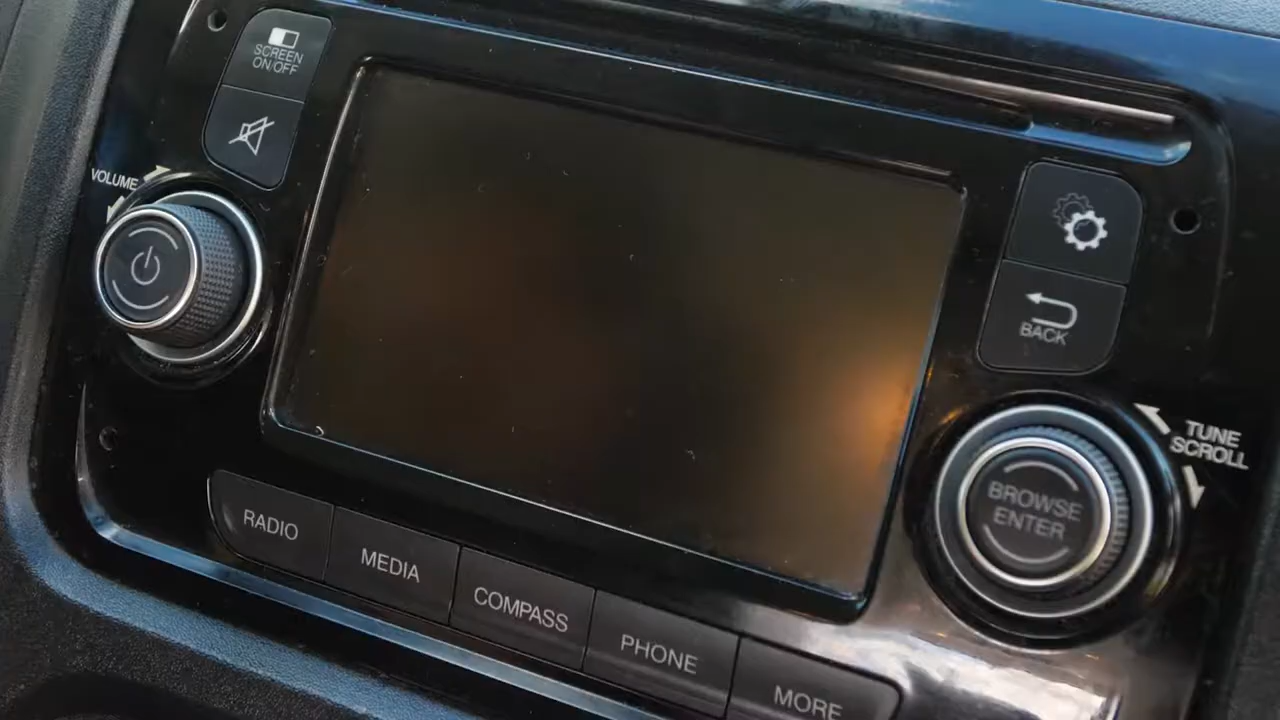 SCREEN
ON/OFF
VOLUME
BACK
TUNE
SCROLL
BROWSE
ENTER
RADIO
MEDIA
COMPASS
PHONE
MORE